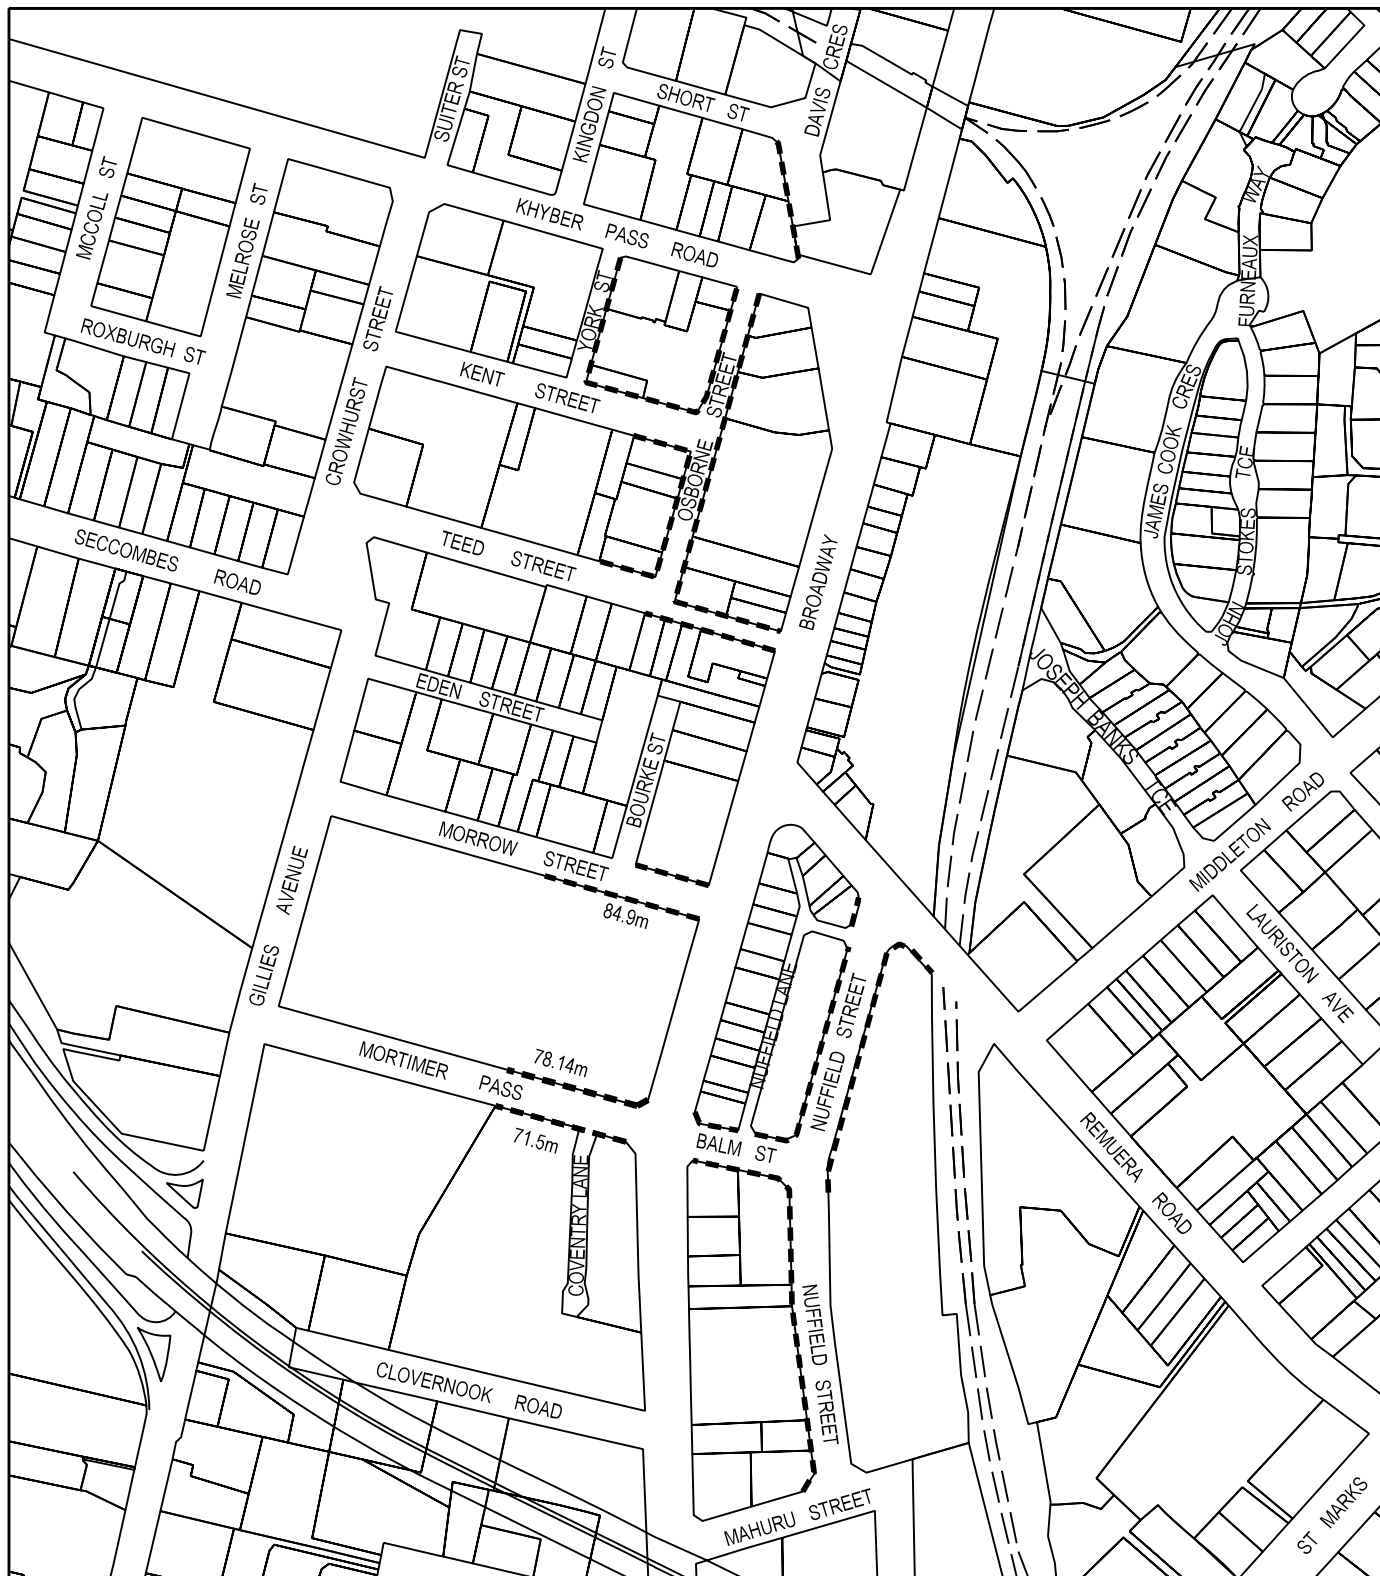 SUITER ST
KINGDON ST
SHORT ST
DAVIS CRES
MCCOLL ST
MELROSE ST
KHYBER PASS ROAD
FURNEAUX WAY
YORK ST
ROXBURGH ST
CROWHURST STREET
KENT STREET
OSBORNE STREET
JAMES COOK CRES
JOHN STOKES TCE
SECCOMBES ROAD
TEED STREET
BROADWAY
JOSEPH BANKS TCE
EDEN STREET
BOURKE ST
MORROW STREET
84.9m
MIDDLETON ROAD
LAURISTON AVE
GILLIES AVENUE
NUFFIELD LANE
NUFFIELD STREET
MORTIMER PASS
78.14m
71.5m
BALM ST
REMUERA ROAD
COVENTRY LANE
NUFFIELD STREET
CLOVERNOOK ROAD
MAHURU STREET
ST MARKS